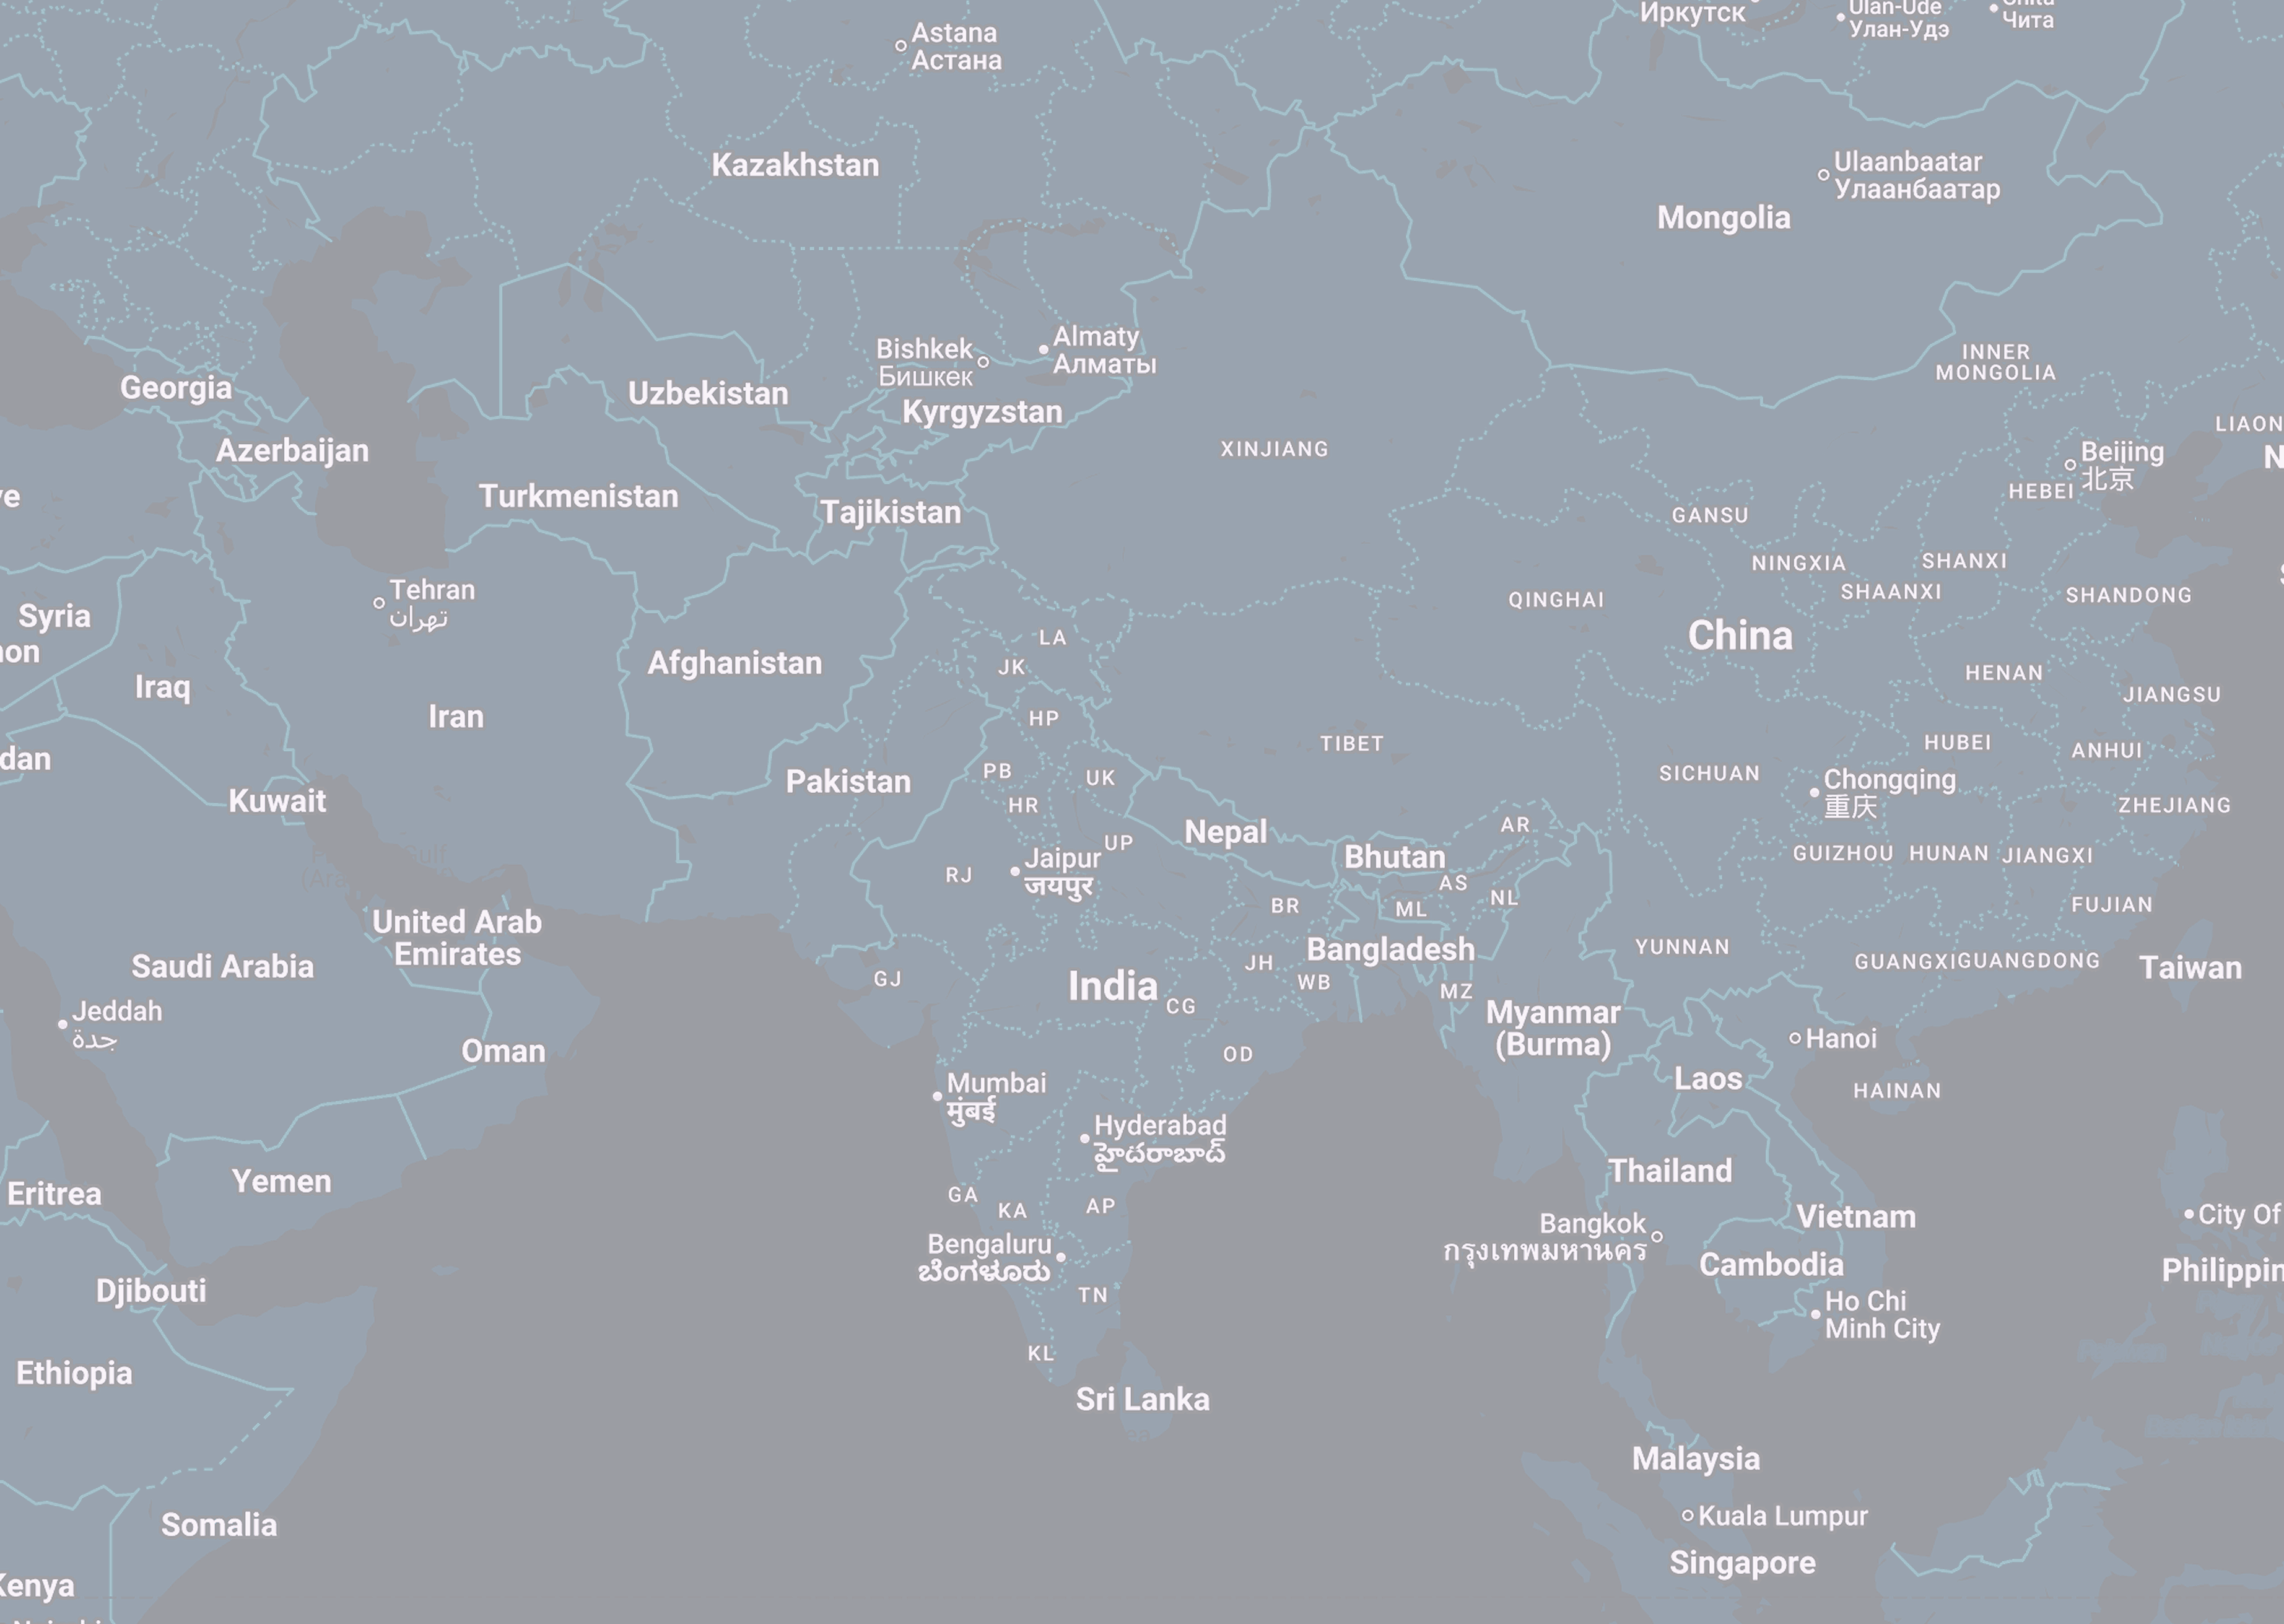 Иркутск
Ulan-Ude
Улан-Удэ
Чита
Astana
Астана
Kazakhstan
Ulaanbaatar
Улаанбаатар
Mongolia
Bishkek
Бишкек
Almaty
Алматы
INNER
MONGOLIA
Georgia
Uzbekistan
Kyrgyzstan
LIAON
Azerbaijan
XINJIANG
Beijing
北京
HEBEI
Turkmenistan
Tajikistan
GANSU
NINGXIA
SHANXI
Tehran
تهران
QINGHAI
SHAANXI
SHANDONG
Syria
LA
China
Afghanistan
JK
HENAN
Iraq
JIANGSU
Iran
HP
TIBET
HUBEI
ANHUI
dan
PB
UK
SICHUAN
Pakistan
Chongqing
重庆
Kuwait
HR
ZHEJIANG
Nepal
AR
UP
Bhutan
GUIZHOU
HUNAN
JIANGXI
Jaipur
जयपुर
RJ
AS
NL
BR
ML
FUJIAN
United Arab
Emirates
Bangladesh
YUNNAN
Saudi Arabia
JH
GUANGXI
GUANGDONG
Taiwan
GJ
India
WB
MZ
CG
Jeddah
جدة
Myanmar
(Burma)
Hanoi
Oman
OD
Laos
Mumbai
मुंबई
HAINAN
Hyderabad
హైదరాబాద్
Thailand
Yemen
Eritrea
GA
KA
AP
Vietnam
City Of
Bangkok
กรุงเทพมหานคร
Bengaluru
ಬೆಂಗಳೂರು
Cambodia
Philippin
Djibouti
TN
Ho Chi
Minh City
KL
Ethiopia
Sri Lanka
Malaysia
Kuala Lumpur
Somalia
Singapore
Kenya